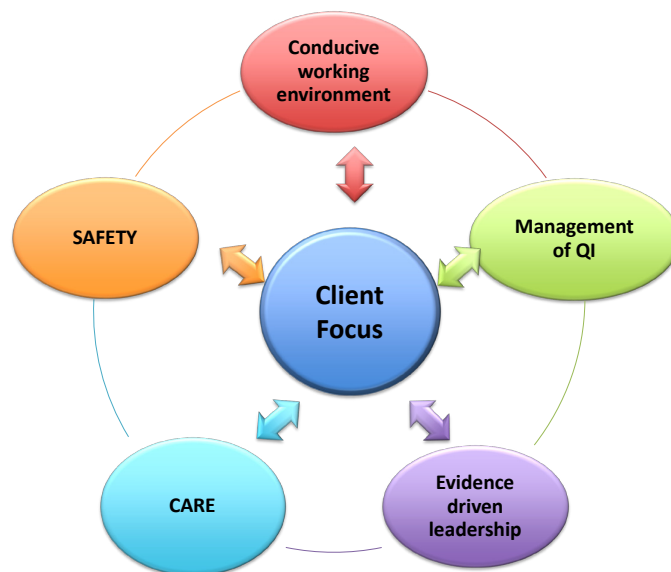 Conducive
working
environment
SAFETY
Management
of QI
Client
Focus
CARE
Evidence
driven
leadership